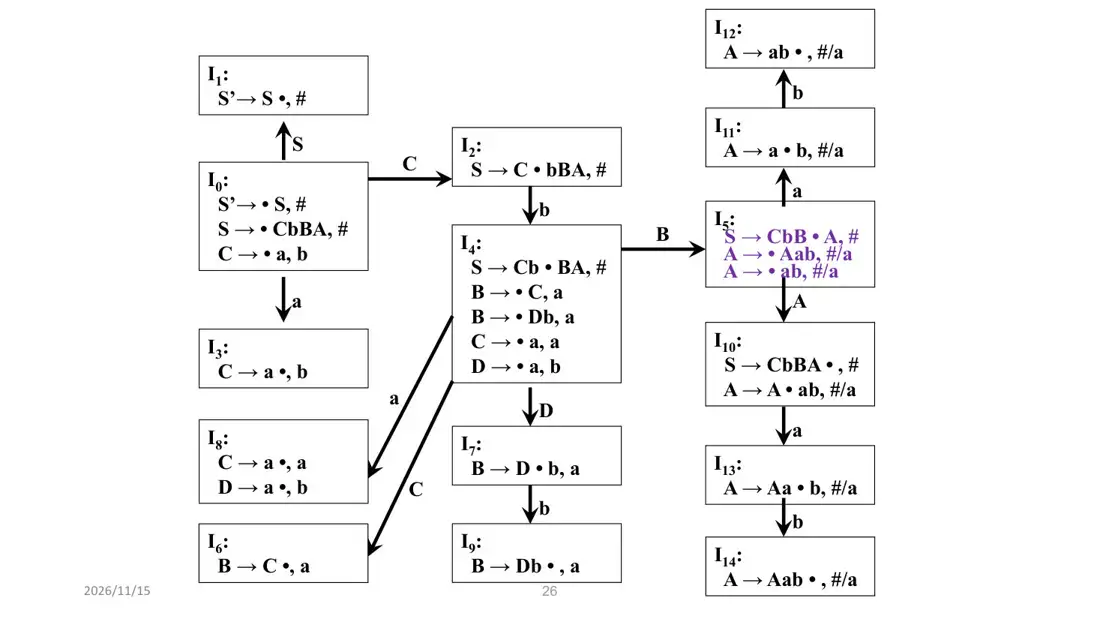 I₁:
S’→ S •, #
S
I₀:
S’→ • S, #
S → • CbBA, #
C → • a, b
a
I₃:
C → a •, b
I₈:
C → a •, a
D → a •, b
I₆:
B → C •, a
C
I₂:
S → C • bBA, #
b
I₄:
S → Cb • BA, #
B → • C, a
B → • Db, a
C → • a, a
D → • a, b
a
C
D
I₇:
B → D • b, a
b
I₉:
B → Db • , a
B
I₁₂:
A → ab • , #/a
b
I₁₁:
A → a • b, #/a
a
I₅:
S → CbB • A, #
A → • Aab, #/a
A → • ab, #/a
A
I₁₀:
S → CbBA • , #
A → A • ab, #/a
a
I₁₃:
A → Aa • b, #/a
b
I₁₄:
A → Aab • , #/a
2026/11/15
26